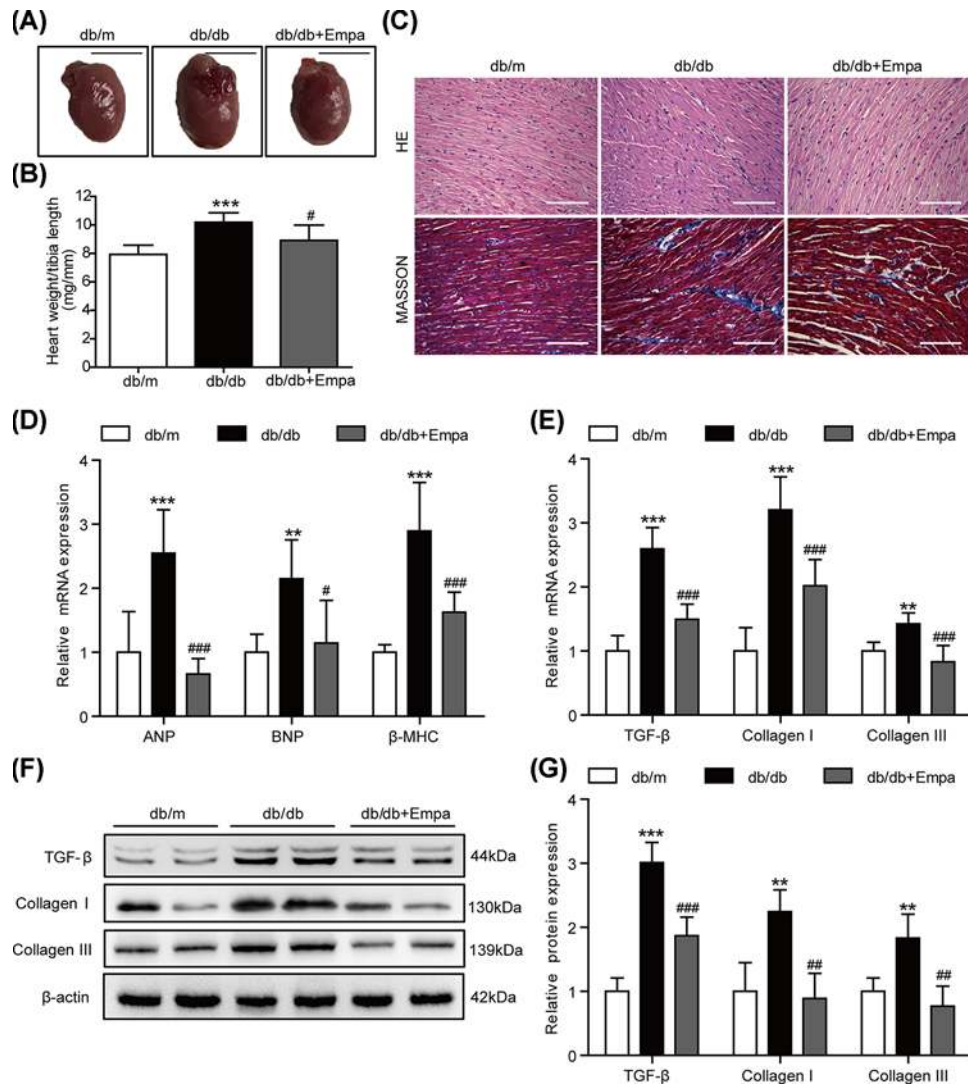 (A)
db/m db/db db/db+Empa
(B)
Heart weight/tibia length
(mg/mm)
12
10
8
6
4
2
0
***
#
db/m db/db db/db+Empa
(C)
db/m db/db db/db+Empa
HE
MASSON
(D)
db/m db/db db/db+Empa
Relative mRNA expression
4
3
2
1
0
*** ### ** # *** ###
ANP BNP β-MHC
(E)
db/m db/db db/db+Empa
Relative mRNA expression
4
3
2
1
0
*** ### *** ### ** ###
TGF-β Collagen I Collagen III
(F)
db/m db/db db/db+Empa
TGF-β 44kDa
Collagen I 130kDa
Collagen III 139kDa
β-actin 42kDa
(G)
db/m db/db db/db+Empa
Relative protein expression
4
3
2
1
0
*** ### ** ## ** ##
TGF-β Collagen I Collagen III